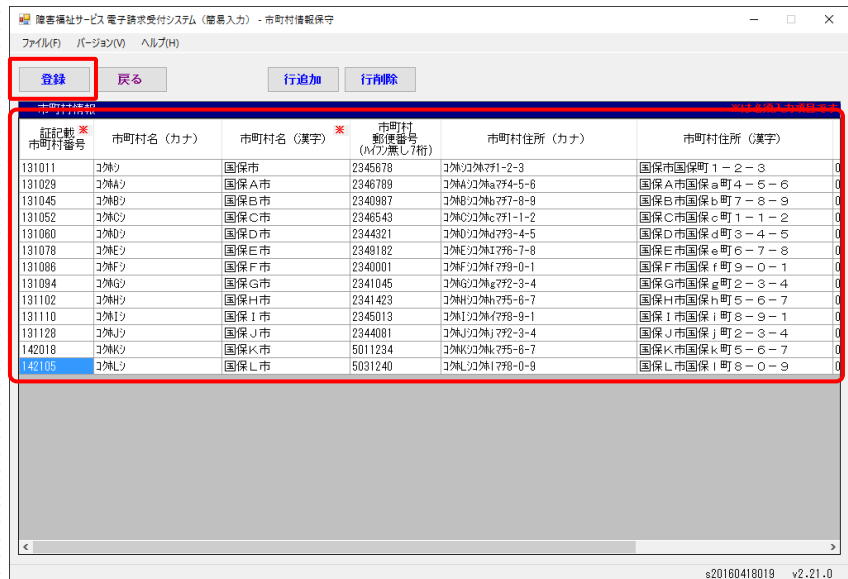 障害福祉サービス 電子請求受付システム（簡易入力） - 市町村情報保守
ファイル(F) バージョン(V) ヘルプ(H)
登録 戻る 行追加 行削除
市町村情報 ※は必須入力項目です
証記載市町村番号 ※ 市町村名（カナ） 市町村名（漢字） ※ 市町村郵便番号(ﾊｲﾌﾝ無し7桁) 市町村住所（カナ） 市町村住所（漢字）
131011 ｺｸﾎｼ 国保市 2345678 ｺｸﾎｼｺｸﾎﾏﾁ1-2-3 国保市国保町１－２－３ 0
131029 ｺｸﾎAｼ 国保Ａ市 2346789 ｺｸﾎAｼｺｸﾎaﾏﾁ4-5-6 国保Ａ市国保ａ町４－５－６ 0
131045 ｺｸﾎBｼ 国保Ｂ市 2340987 ｺｸﾎBｼｺｸﾎbﾏﾁ7-8-9 国保Ｂ市国保ｂ町７－８－９ 0
131052 ｺｸﾎCｼ 国保Ｃ市 2346543 ｺｸﾎCｼｺｸﾎcﾏﾁ1-1-2 国保Ｃ市国保ｃ町１－１－２ 0
131060 ｺｸﾎDｼ 国保Ｄ市 2344321 ｺｸﾎDｼｺｸﾎdﾏﾁ3-4-5 国保Ｄ市国保ｄ町３－４－５ 0
131078 ｺｸﾎEｼ 国保Ｅ市 2349182 ｺｸﾎEｼｺｸﾎIﾏﾁ6-7-8 国保Ｅ市国保ｅ町６－７－８ 0
131086 ｺｸﾎFｼ 国保Ｆ市 2340001 ｺｸﾎFｼｺｸﾎfﾏﾁ9-0-1 国保Ｆ市国保ｆ町９－０－１ 0
131094 ｺｸﾎGｼ 国保Ｇ市 2341045 ｺｸﾎGｼｺｸﾎgﾏﾁ2-3-4 国保Ｇ市国保ｇ町２－３－４ 0
131102 ｺｸﾎHｼ 国保Ｈ市 2341423 ｺｸﾎHｼｺｸﾎhﾏﾁ5-6-7 国保Ｈ市国保ｈ町５－６－７ 0
131110 ｺｸﾎIｼ 国保Ｉ市 2345013 ｺｸﾎIｼｺｸﾎｲﾏﾁ8-9-1 国保Ｉ市国保ｉ町８－９－１ 0
131128 ｺｸﾎJｼ 国保Ｊ市 2344081 ｺｸﾎJｼｺｸﾎjﾏﾁ2-3-4 国保Ｊ市国保ｊ町２－３－４ 0
142018 ｺｸﾎKｼ 国保Ｋ市 5011234 ｺｸﾎKｼｺｸﾎkﾏﾁ5-6-7 国保Ｋ市国保ｋ町５－６－７ 0
142105 ｺｸﾎLｼ 国保Ｌ市 5031240 ｺｸﾎLｼｺｸﾎlﾏﾁ8-0-9 国保Ｌ市国保ｌ町８－０－９ 0
s20160418019 v2.21.0